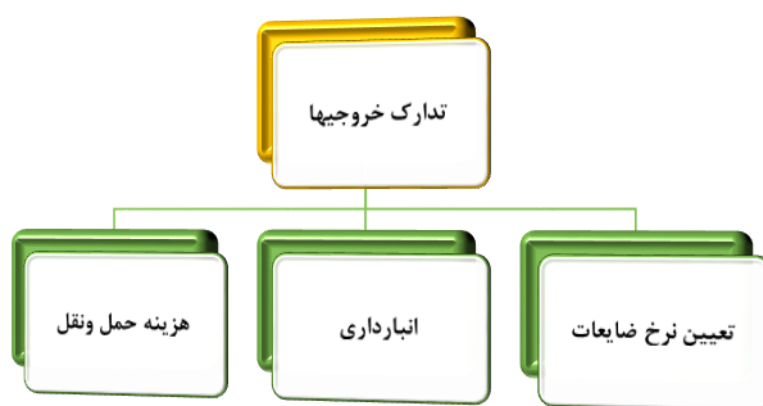 تدارک خروجیها
تعیین نرخ ضایعات
انبارداری
هزینه حمل ونقل